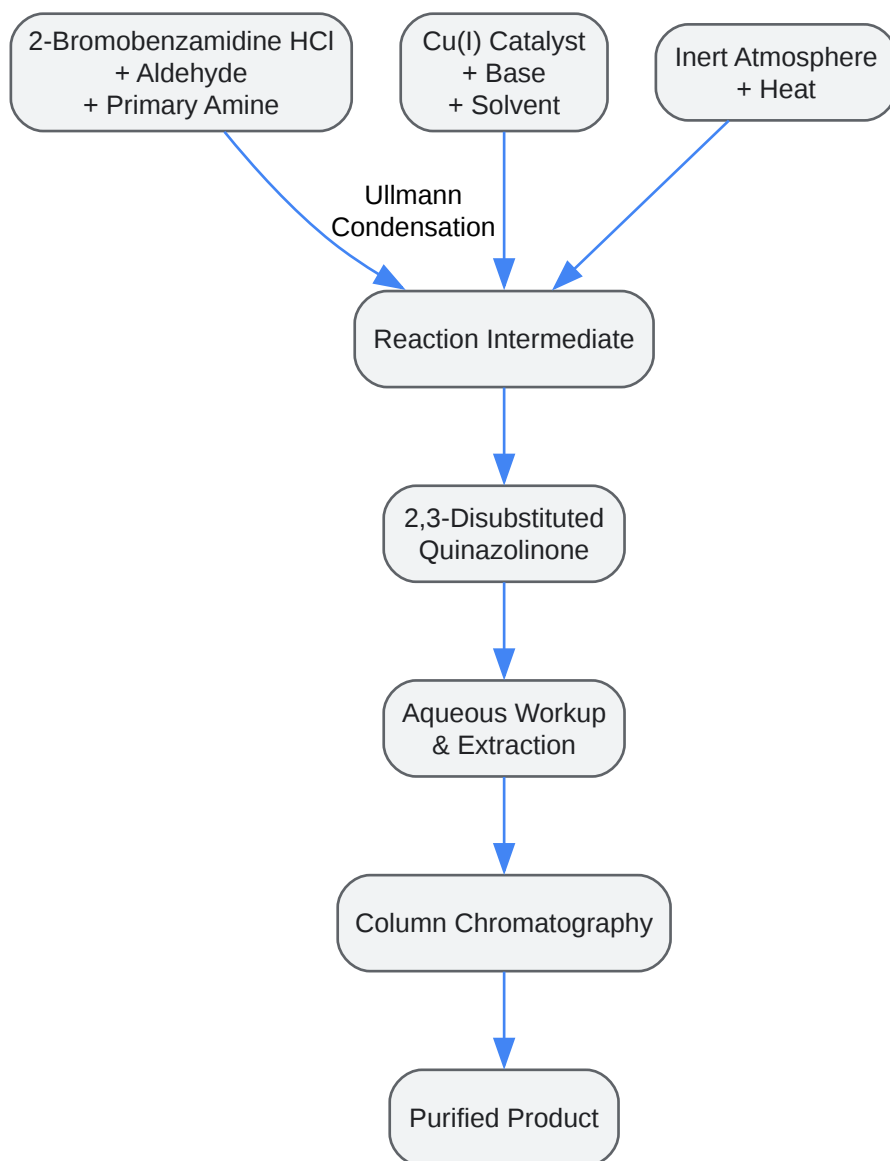 2-Bromobenzamidine HCl
+ Aldehyde
+ Primary Amine
Cu(I) Catalyst
+ Base
+ Solvent
Inert Atmosphere
+ Heat
Ullmann
Condensation
Reaction Intermediate
2,3-Disubstituted
Quinazolinone
Aqueous Workup
& Extraction
Column Chromatography
Purified Product